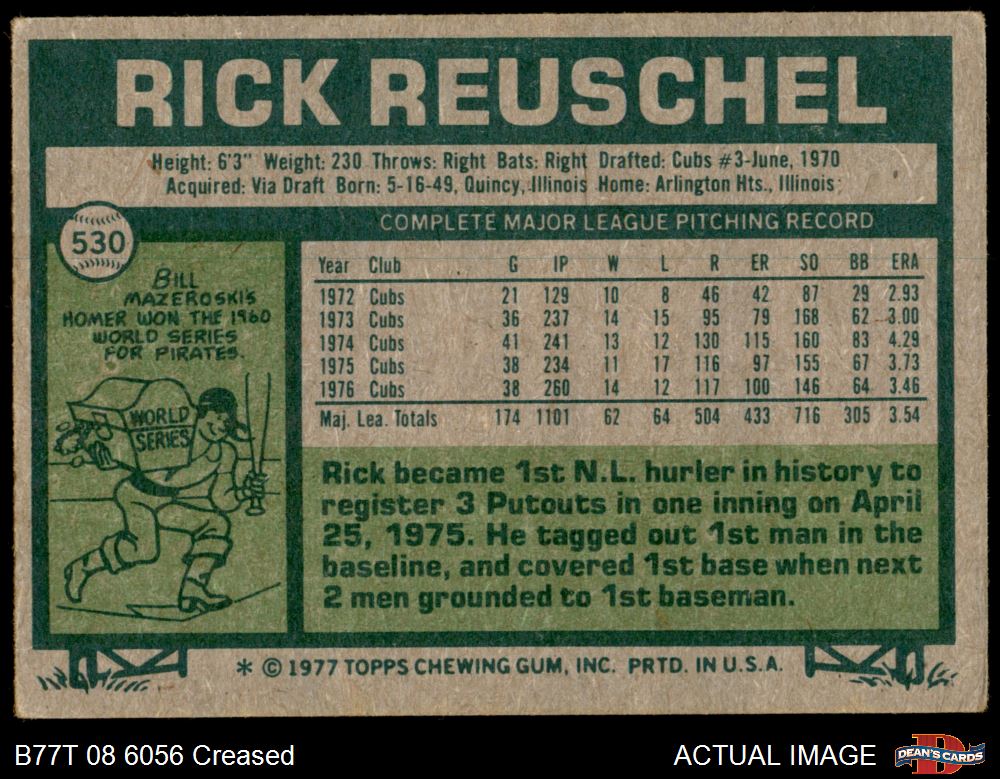 RICK REUSCHEL
Height: 6'3" Weight: 230 Throws: Right Bats: Right Drafted: Cubs #3-June, 1970
Acquired: Via Draft Born: 5-16-49, Quincy, Illinois Home: Arlington Hts., Illinois
COMPLETE MAJOR LEAGUE PITCHING RECORD
530
BILL
MAZEROSKI'S
HOMER WON THE 1960
WORLD SERIES
FOR PIRATES.
WORLD
SERIES
Year Club G IP W L R ER SO BB ERA
1972 Cubs 21 129 10 8 46 42 87 29 2.93
1973 Cubs 36 237 14 15 95 79 168 62 3.00
1974 Cubs 41 241 13 12 130 115 160 83 4.29
1975 Cubs 38 234 11 17 116 97 155 67 3.73
1976 Cubs 38 260 14 12 117 100 146 64 3.46
Maj. Lea. Totals 174 1101 62 64 504 433 716 305 3.54
Rick became 1st N.L. hurler in history to
register 3 Putouts in one inning on April
25, 1975. He tagged out 1st man in the
baseline, and covered 1st base when next
2 men grounded to 1st baseman.
* © 1977 TOPPS CHEWING GUM, INC. PRTD. IN U.S.A.
B77T 08 6056 Creased
ACTUAL IMAGE
D
DEAN'S CARDS